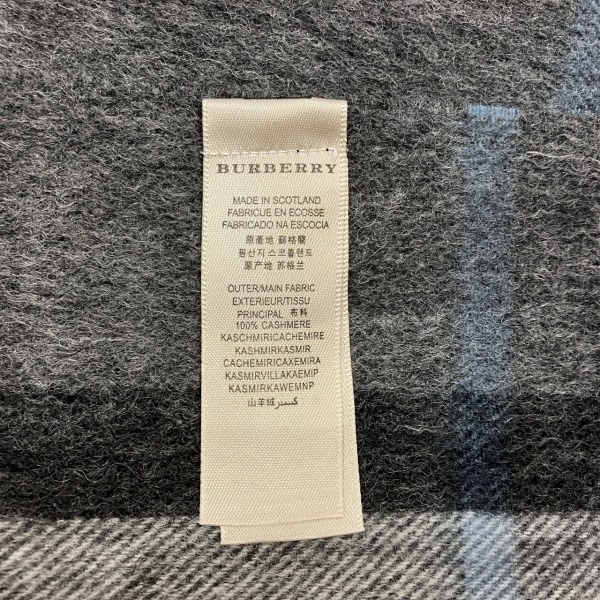 BURBERRY
MADE IN SCOTLAND
FABRIQUE EN ECOSSE
FABRICADO NA ESCOCIA
原產地 蘇格蘭
원산지 스코틀랜드
原产地 苏格兰
OUTER/MAIN FABRIC
EXTERIEUR/TISSU
PRINCIPAL 布料
100% CASHMERE
KASCHMIRICACHEMIRE
KASHMIRKASMIR
CACHEMIRICAXEMIRA
KASMIRVILLAKAEMIP
KASMIRKAWEMNP
山羊绒 كشمير